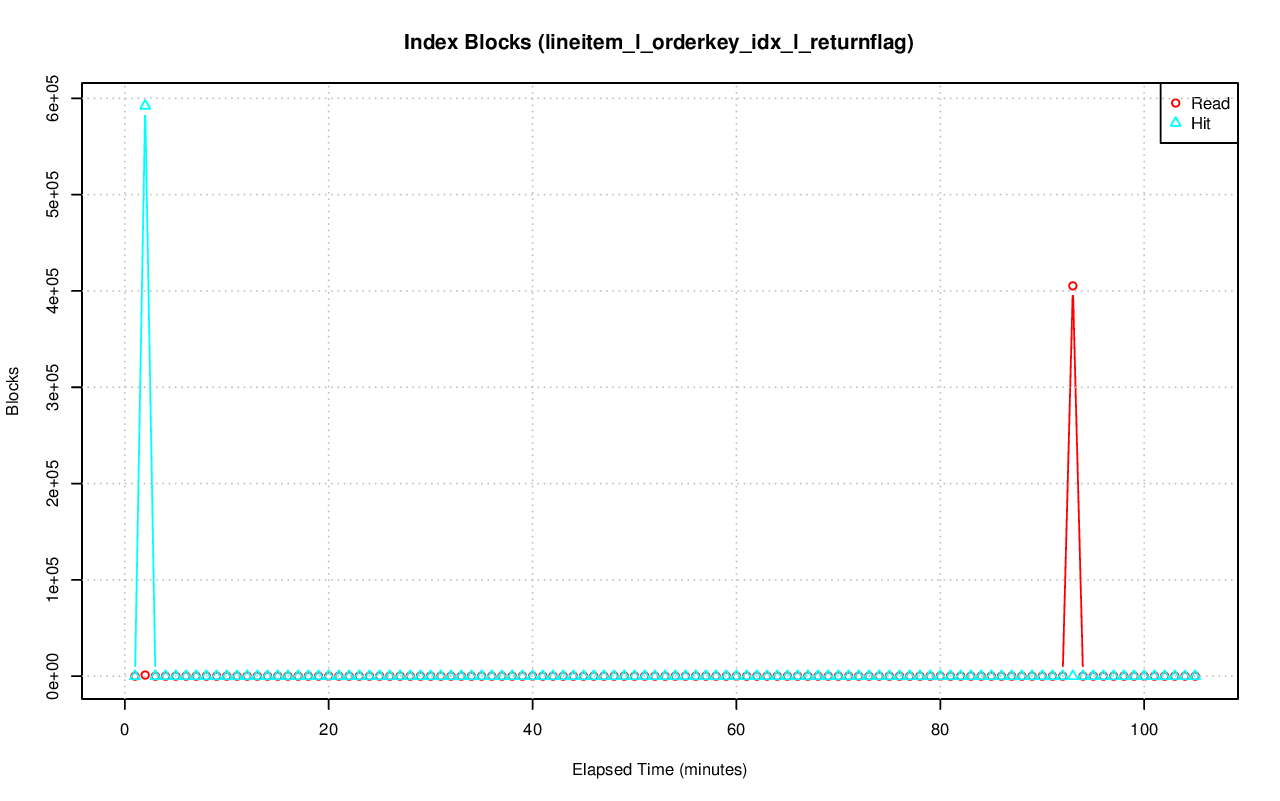 Index Blocks (lineitem_l_orderkey_idx_l_returnflag)
Read
Hit
6e+05
5e+05
4e+05
3e+05
2e+05
1e+05
0e+00
Blocks
0 20 40 60 80 100
Elapsed Time (minutes)